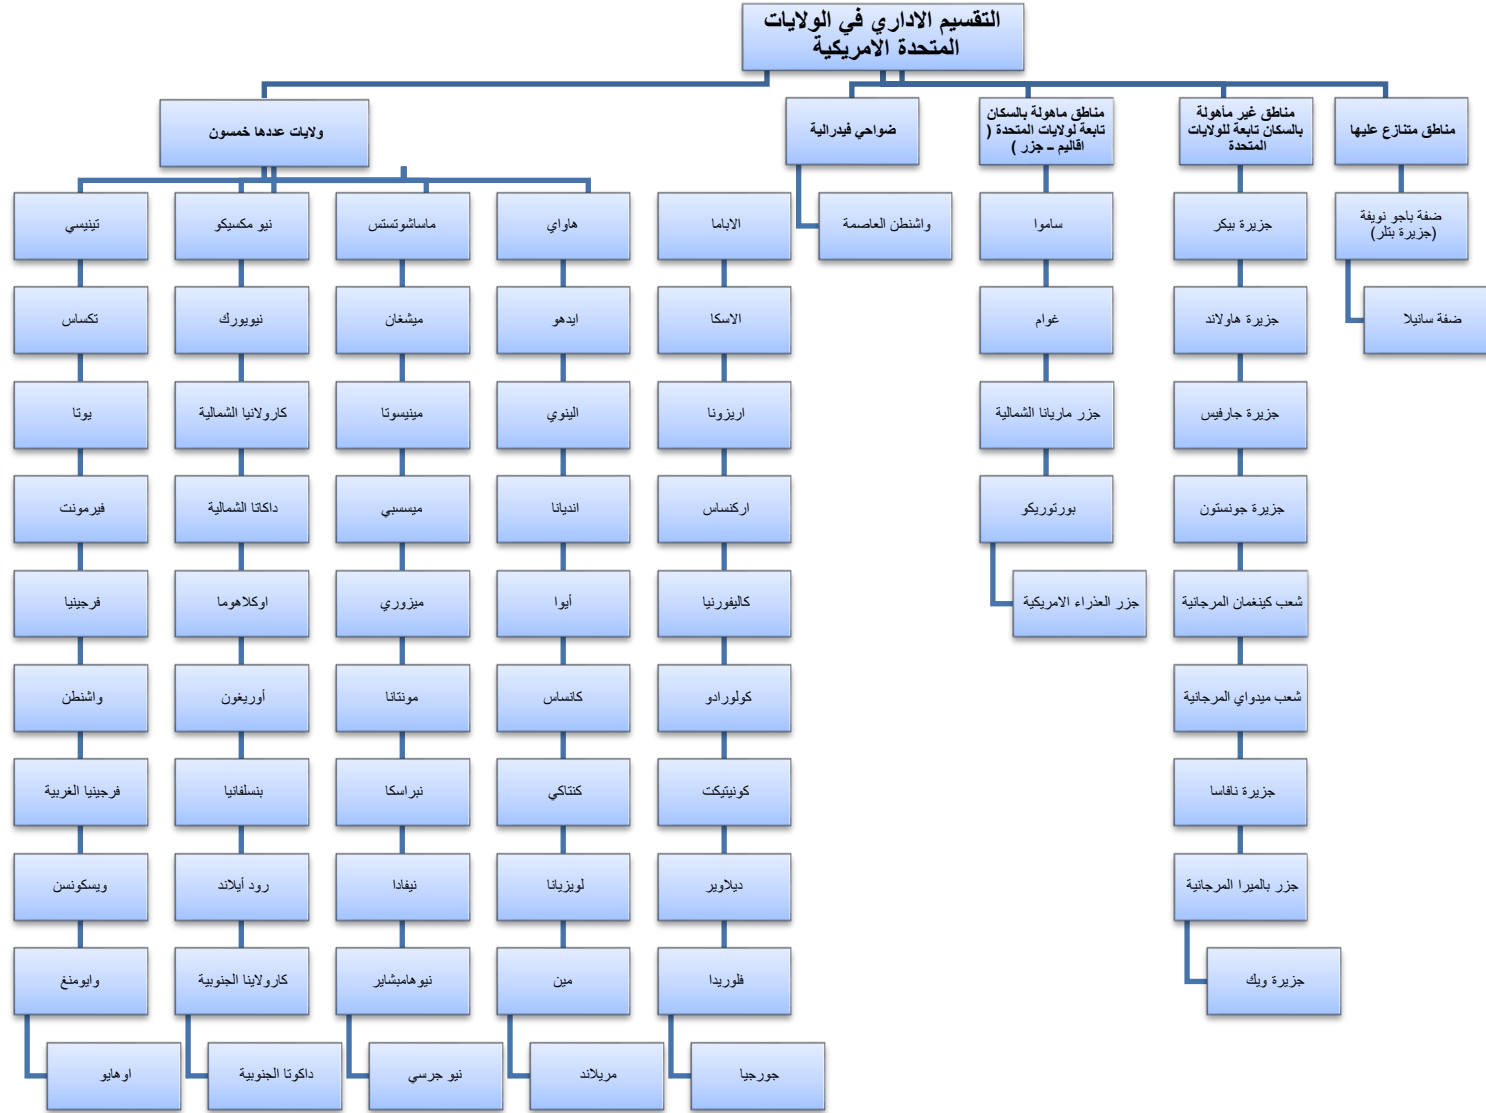 التقسيم الاداري في الولايات
المتحدة الامريكية
مناطق متنازع عليها
ضفة باجو نويفة
(جزيرة بتلر)
ضفة سانيلا
مناطق غير مأهولة
بالسكان تابعة للولايات
المتحدة
جزيرة بيكر
جزيرة هاولاند
جزيرة جارفيس
جزيرة جونستون
شعب كينغمان المرجانية
شعب ميدواي المرجانية
جزيرة نافاسا
جزر بالميرا المرجانية
جزيرة ويك
مناطق ماهولة بالسكان
تابعة لولايات المتحدة (
اقاليم – جزر )
ساموا
غوام
جزر ماريانا الشمالية
بورتوريكو
جزر العذراء الامريكية
ضواحي فيدرالية
واشنطن العاصمة
ولايات عددها خمسون
الاباما
الاسكا
اريزونا
اركنساس
كاليفورنيا
كولورادو
كونيتيكت
ديلاوير
فلوريدا
جورجيا
هاواي
ايدهو
الينوي
انديانا
أيوا
كانساس
كنتاكي
لويزيانا
مين
مريلاند
ماساشوتستس
ميشغان
مينيسوتا
ميسسبي
ميزوري
مونتانا
نبراسكا
نيفادا
نيوهامبشاير
نيو جرسي
نيو مكسيكو
نيويورك
كارولانيا الشمالية
داكاتا الشمالية
اوكلاهوما
أوريغون
بنسلفانيا
رود أيلاند
كارولاينا الجنوبية
داكوتا الجنوبية
تينيسي
تكساس
يوتا
فيرمونت
فرجينيا
واشنطن
فرجينيا الغربية
ويسكونسن
وايومنغ
اوهايو